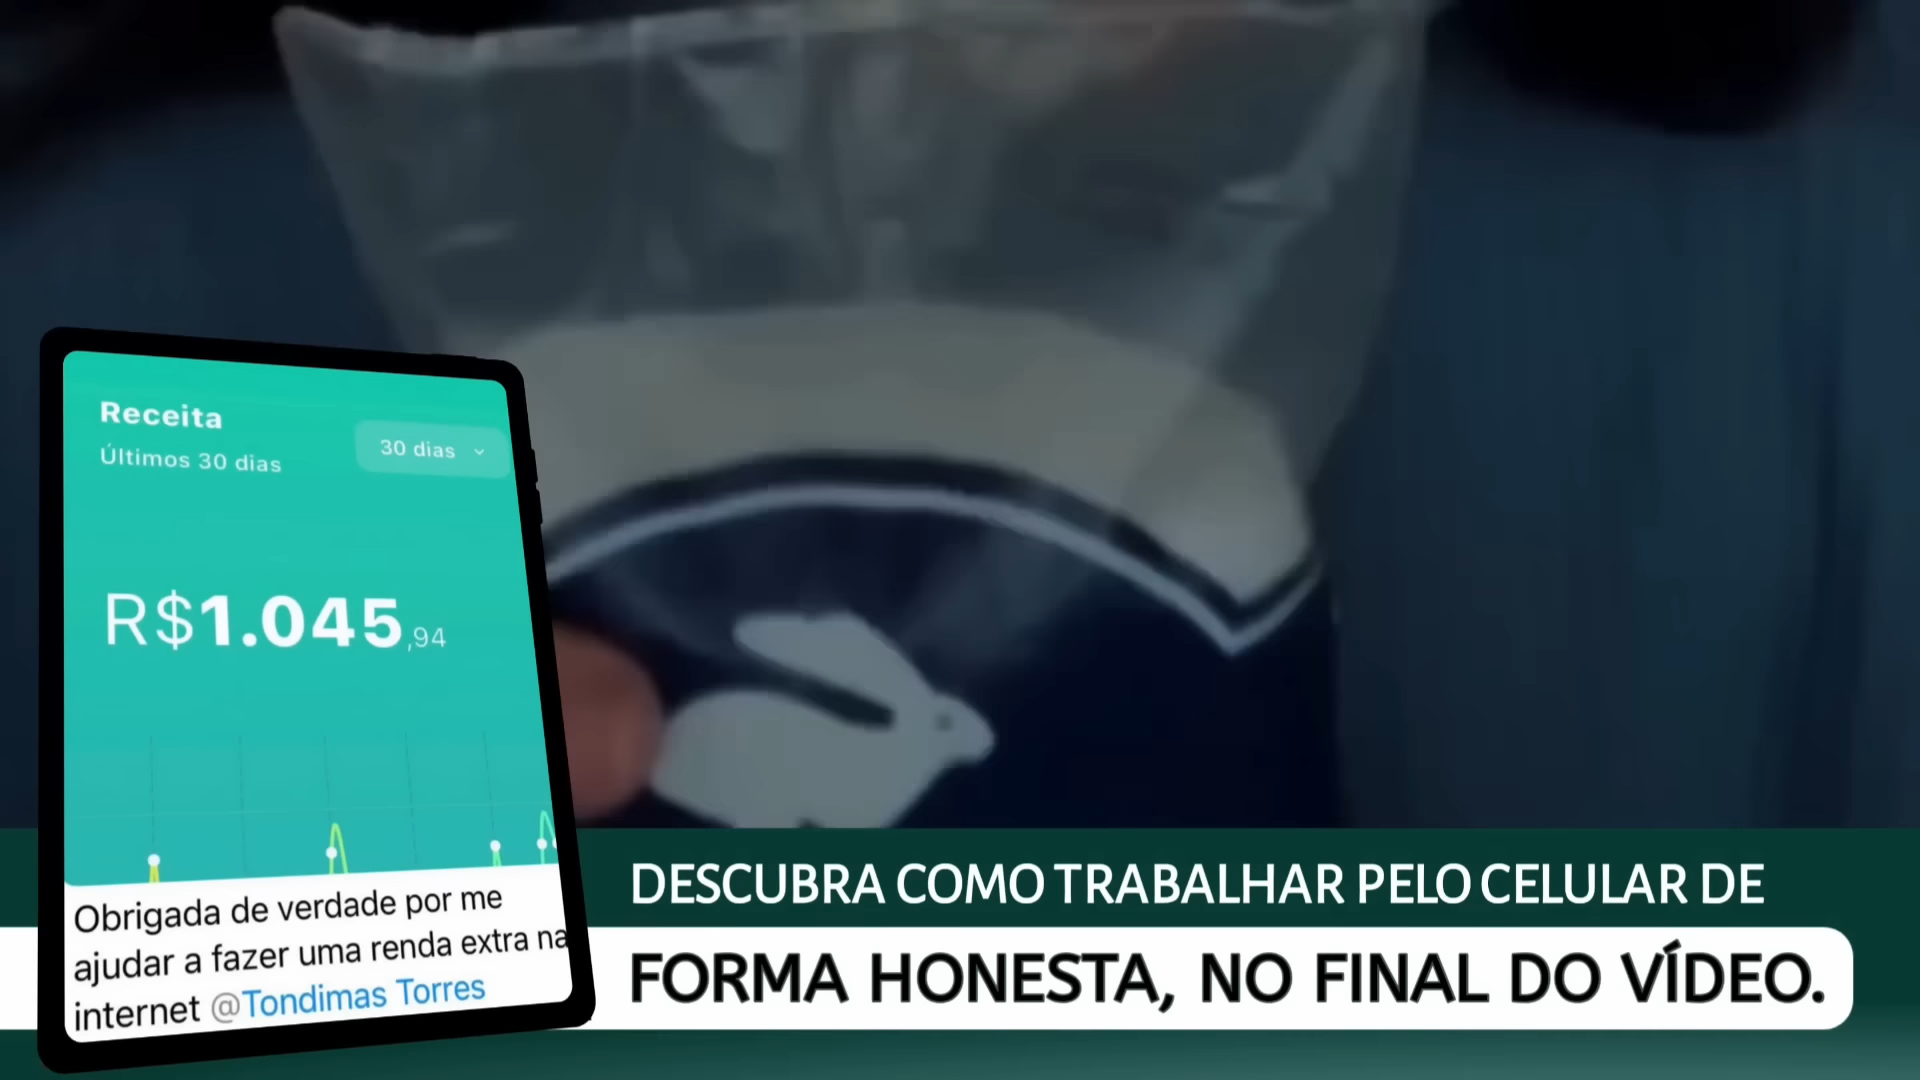 Receita
Últimos 30 dias
30 dias
R$1.045,94
Obrigada de verdade por me
ajudar a fazer uma renda extra na
internet @Tondimas Torres
DESCUBRA COMO TRABALHAR PELO CELULAR DE
FORMA HONESTA, NO FINAL DO VÍDEO.